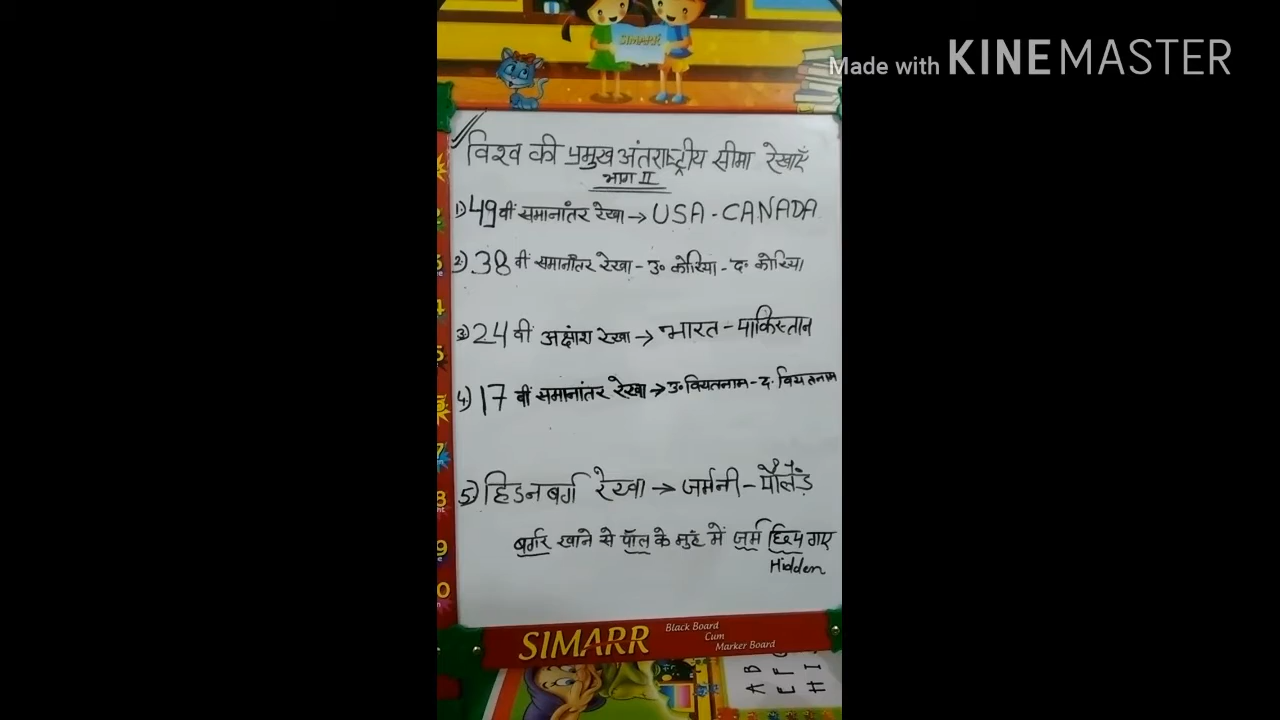 SIMARR
Made with KINEMASTER
विश्व की प्रमुख अंतराष्ट्रीय सीमा रेखाएँ
भाग II
1) 49 वीं समानांतर रेखा → USA - CANADA
2) 38 वीं समानांतर रेखा - उ॰ कोरिया - द॰ कोरिया
3) 24 वीं अक्षांश रेखा → भारत - पाकिस्तान
4) 17 वीं समानांतर रेखा → उ॰ वियतनाम - द॰ वियतनाम
5) हिडनबर्ग रेखा → जर्मनी - पौलेंड
बर्गर खाने से पॉल के मुहँ में जर्म छिप गए
Hidden
SIMARR Black Board
Cum
Marker Board